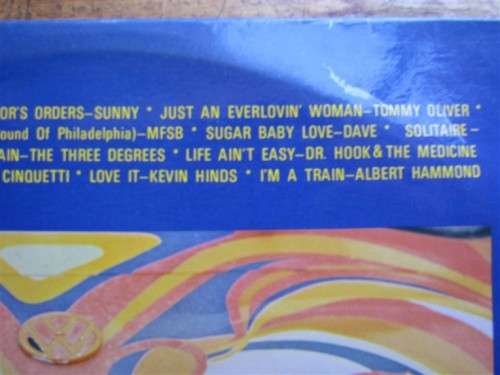 OR'S ORDERS–SUNNY * JUST AN EVERLOVIN' WOMAN–TOMMY OLIVER *
ound Of Philadelphia)–MFSB * SUGAR BABY LOVE–DAVE * SOLITAIRE–
AIN–THE THREE DEGREES * LIFE AIN'T EASY–DR. HOOK & THE MEDICINE
CINQUETTI * LOVE IT–KEVIN HINDS * I'M A TRAIN–ALBERT HAMMOND